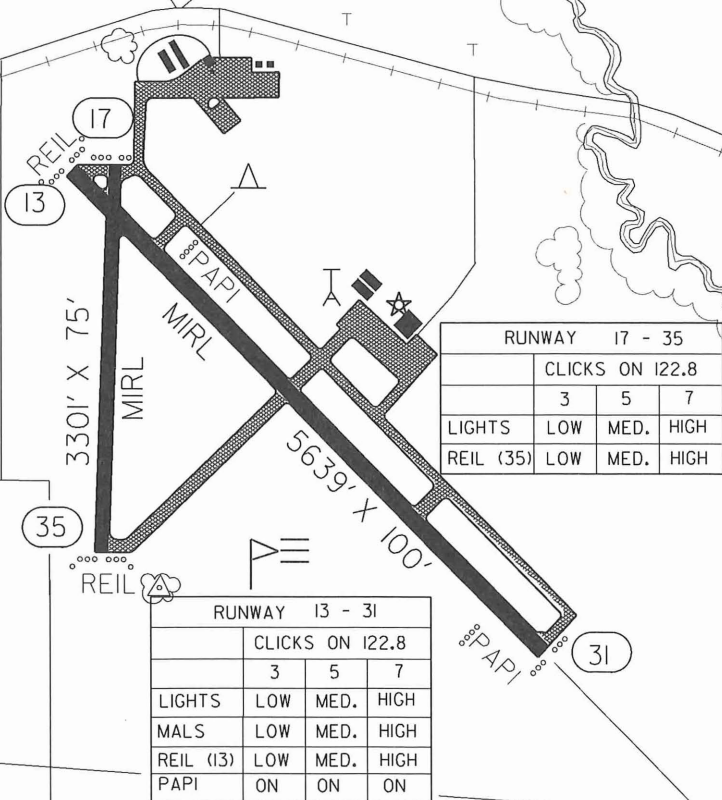 T
T
17
REIL
13
PAPI
MIRL
3301' X 75'
MIRL
5639' X 100'
RUNWAY 17 - 35
CLICKS ON 122.8
3 5 7
LIGHTS LOW MED. HIGH
REIL (35) LOW MED. HIGH
35
REIL
PAPI
31
RUNWAY 13 - 31
CLICKS ON 122.8
3 5 7
LIGHTS LOW MED. HIGH
MALS LOW MED. HIGH
REIL (13) LOW MED. HIGH
PAPI ON ON ON